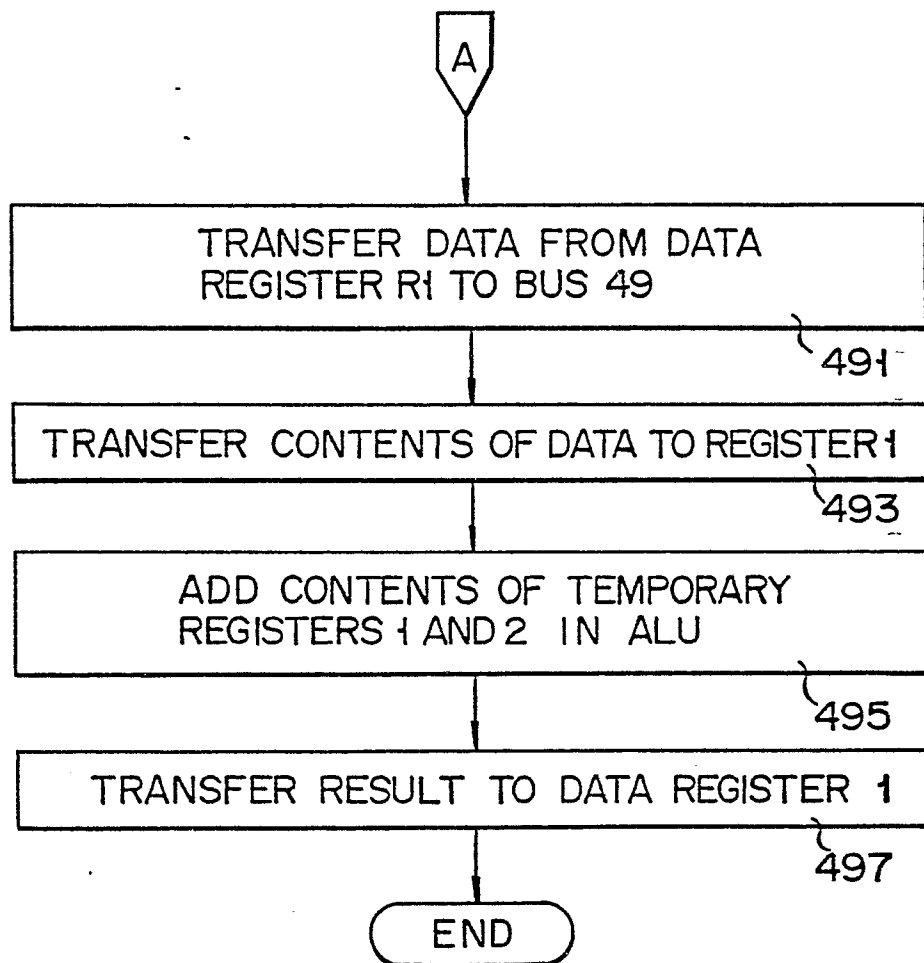 A
TRANSFER DATA FROM DATA
REGISTER R1 TO BUS 49
491
TRANSFER CONTENTS OF DATA TO REGISTER 1
493
ADD CONTENTS OF TEMPORARY
REGISTERS 1 AND 2 IN ALU
495
TRANSFER RESULT TO DATA REGISTER 1
497
END